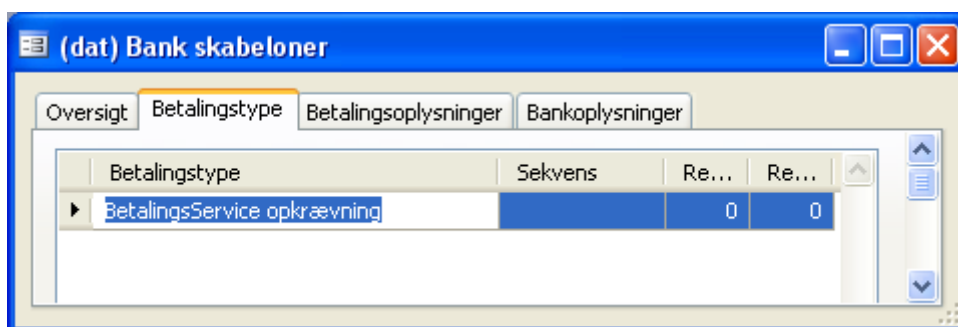 (dat) Bank skabeloner
Oversigt Betalingstype Betalingsoplysninger Bankoplysninger
Betalingstype Sekvens Re... Re...
BetalingsService opkrævning 0 0